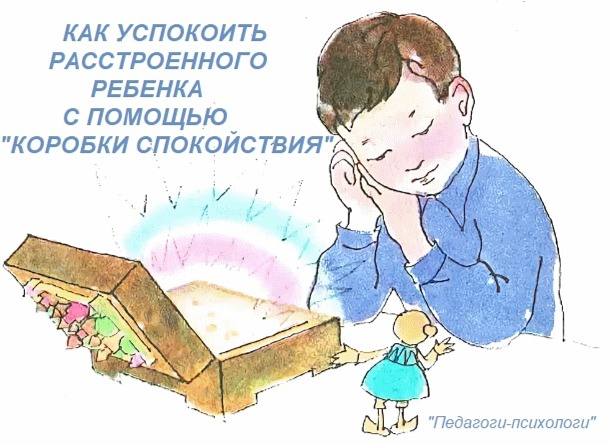 КАК УСПОКОИТЬ
РАССТРОЕННОГО
РЕБЕНКА
С ПОМОЩЬЮ
"КОРОБКИ СПОКОЙСТВИЯ"
"Педагоги-психологи"